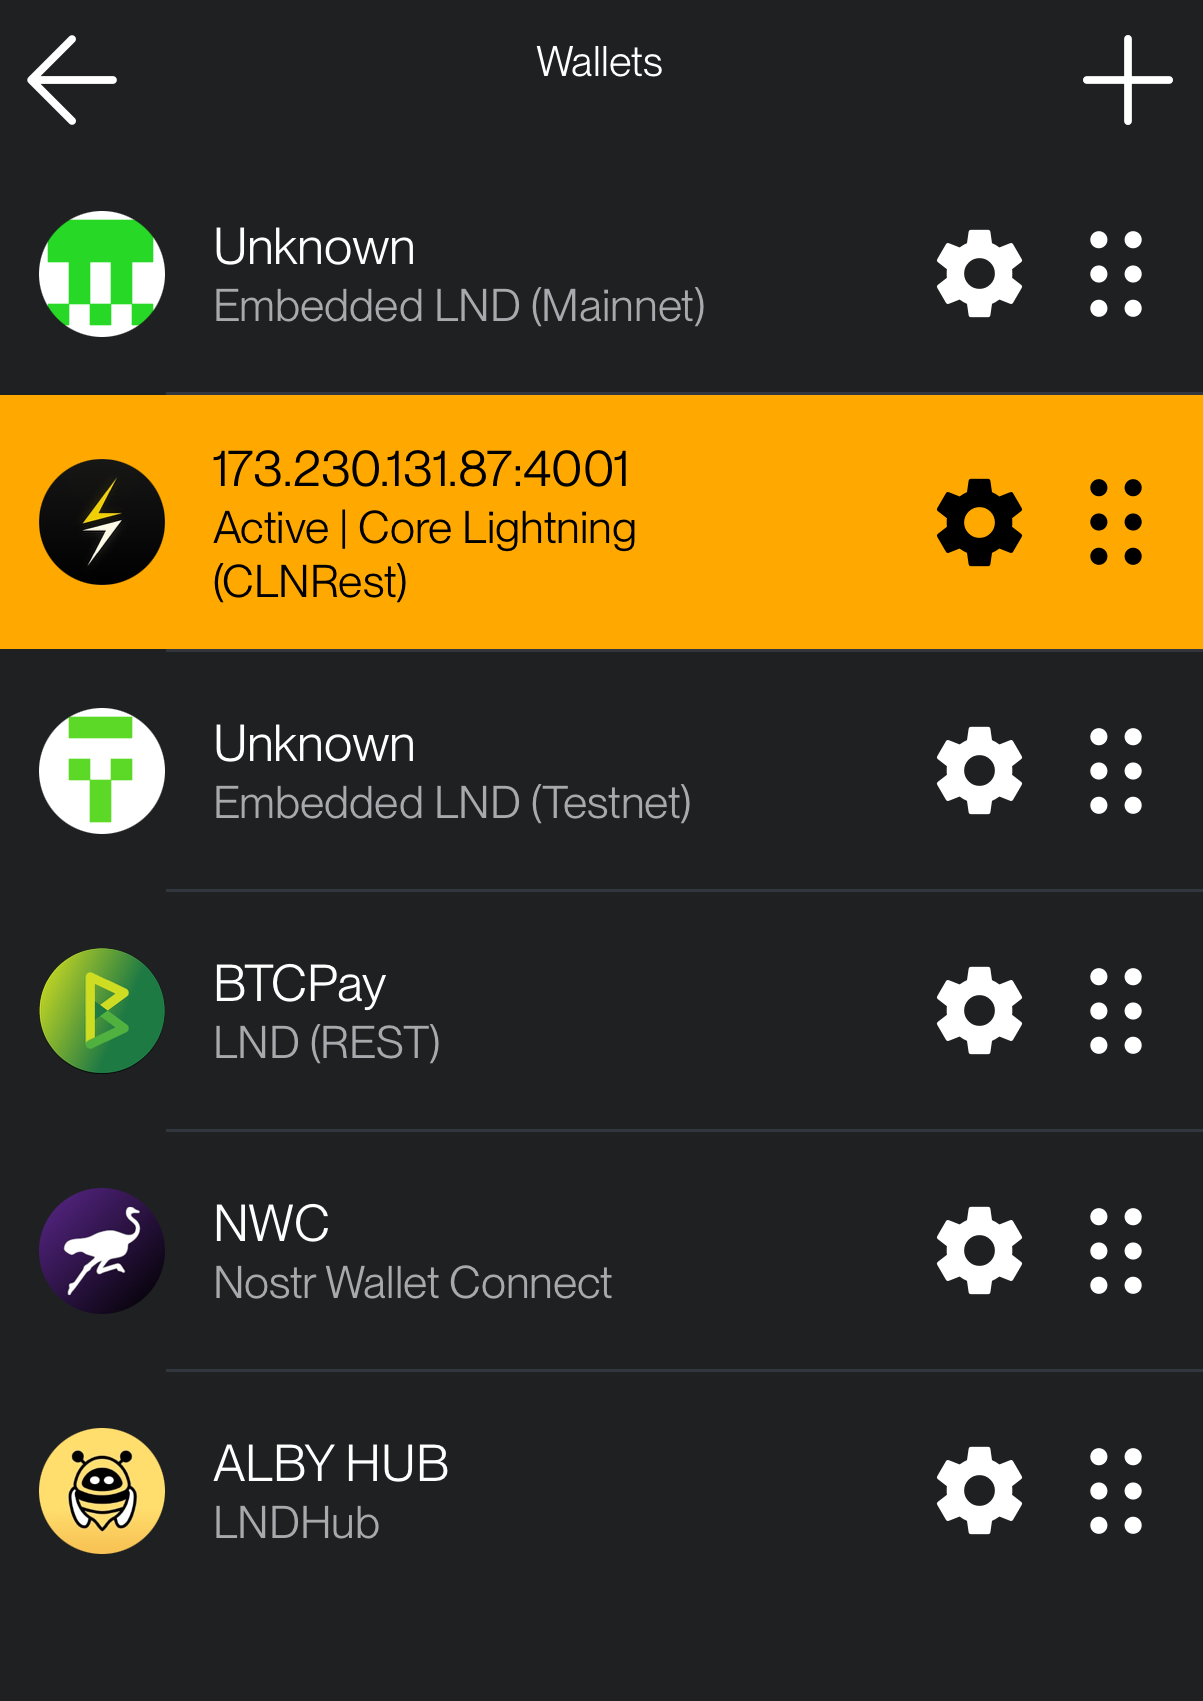 Wallets
Unknown
Embedded LND (Mainnet)
173.230.131.87:4001
Active | Core Lightning
(CLNRest)
Unknown
Embedded LND (Testnet)
BTCPay
LND (REST)
NWC
Nostr Wallet Connect
ALBY HUB
LNDHub